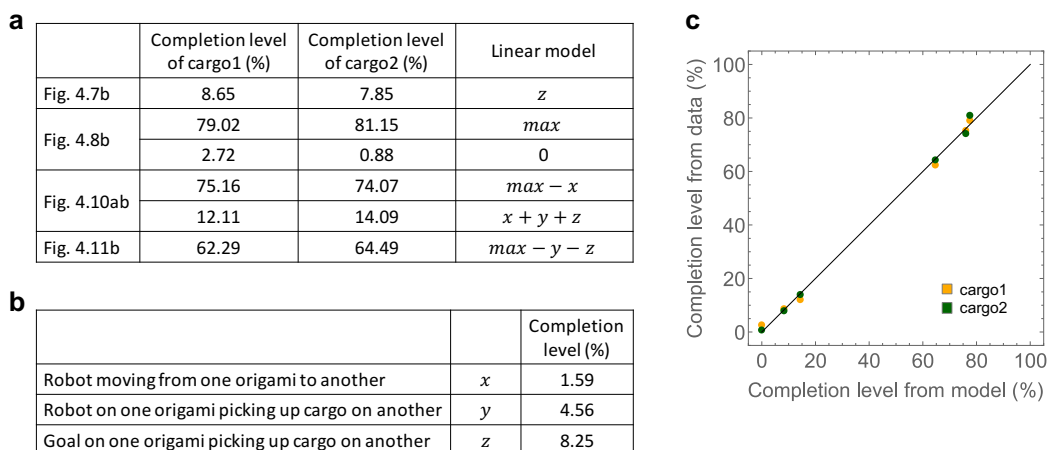 a
Completion level of cargo1 (%) Completion level of cargo2 (%) Linear model
Fig. 4.7b 8.65 7.85 z
Fig. 4.8b 79.02 81.15 max
2.72 0.88 0
Fig. 4.10ab 75.16 74.07 max − x
12.11 14.09 x + y + z
Fig. 4.11b 62.29 64.49 max − y − z
b
Completion level (%)
Robot moving from one origami to another x 1.59
Robot on one origami picking up cargo on another y 4.56
Goal on one origami picking up cargo on another z 8.25
c
Completion level from data (%)
100
80
60
40
20
0
cargo1
cargo2
0 20 40 60 80 100
Completion level from model (%)